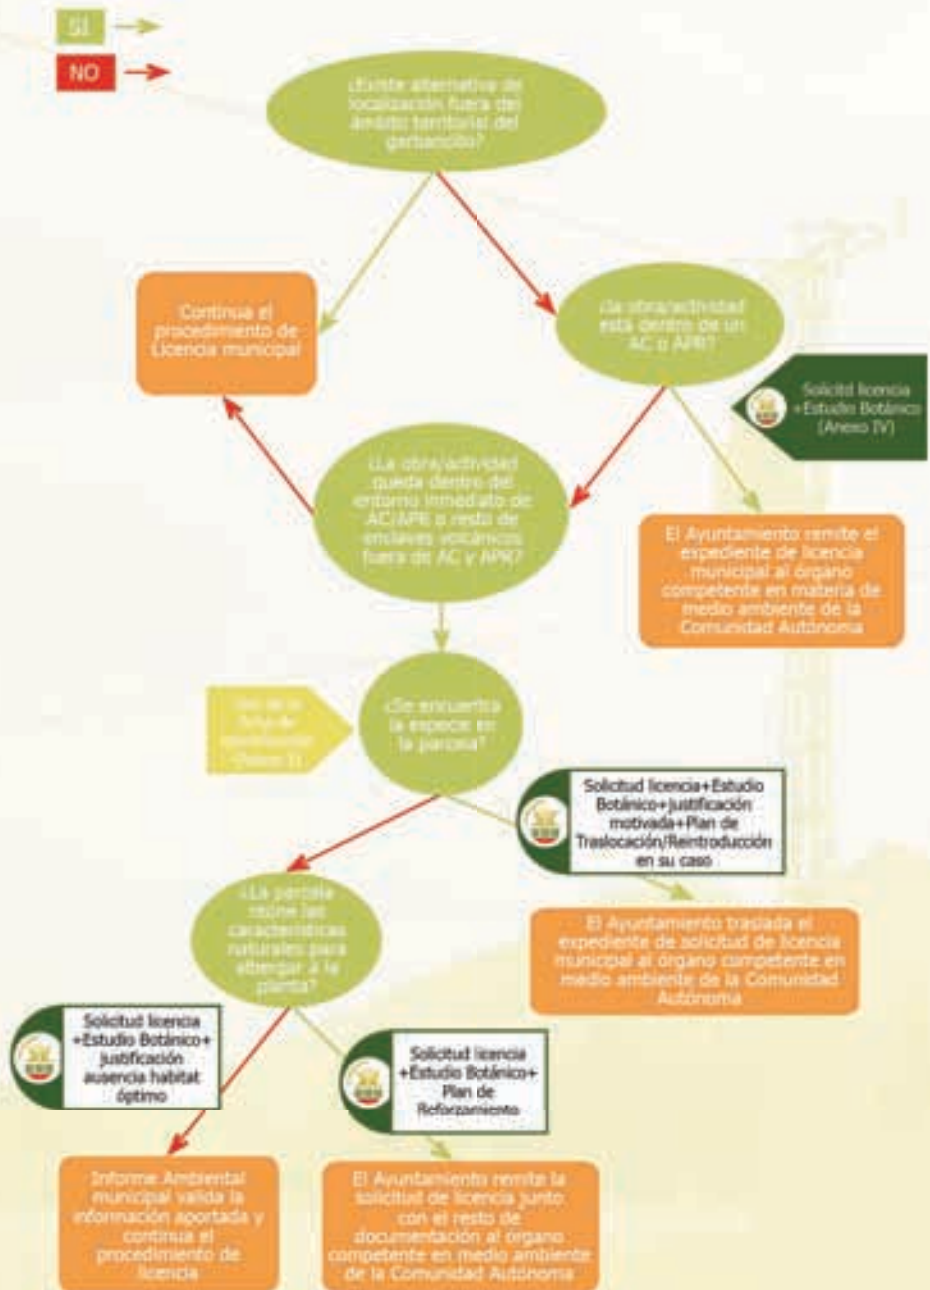 SI
NO
¿Existe alternativa de
localización fuera del
ámbito territorial del
garbancillo?
Continua el
procedimiento de
Licencia municipal
¿la obra/actividad
está dentro de un
AC o APR?
Solicitd licencia
+Estudio Botánico
(Anexo IV)
¿La obra/actividad
queda dentro del
entorno inmediato de
AC/APR o resto de
enclaves volcánicos
fuera de AC y APR?
El Ayuntamiento remite el
expediente de licencia
municipal al órgano
competente en materia de
medio ambiente de la
Comunidad Autónoma
¿Se encuentra
la especie en
la parcela?
Solicitud licencia+Estudio
Botánico+justificación
motivada+Plan de
Traslocación/Reintroducción
en su caso
¿La parcela
reúne las
características
naturales para
albergar a la
planta?
El Ayuntamiento traslada el
expediente de solicitud de licencia
municipal al órgano competente en
medio ambiente de la Comunidad
Autónoma
Solicitud licencia
+Estudio Botánico+
justificación
ausencia habitat
óptimo
Solicitud licencia
+Estudio Botánico+
Plan de
Reforzamiento
Informe Ambiental
municipal valida la
información aportada y
continua el
procedimiento de
licencia
El Ayuntamiento remite la
solicitud de licencia junto
con el resto de
documentación al órgano
competente en medio ambiente
de la Comunidad Autónoma